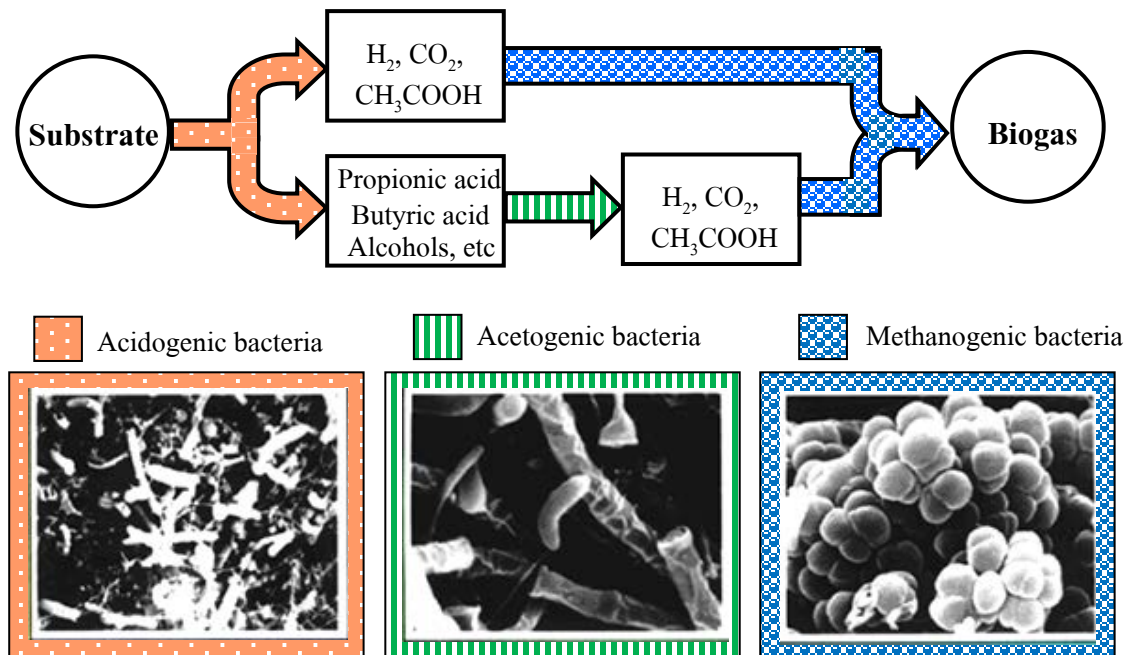 Substrate
H₂, CO₂,
CH₃COOH
Propionic acid
Butyric acid
Alcohols, etc
H₂, CO₂,
CH₃COOH
Biogas
Acidogenic bacteria
Acetogenic bacteria
Methanogenic bacteria